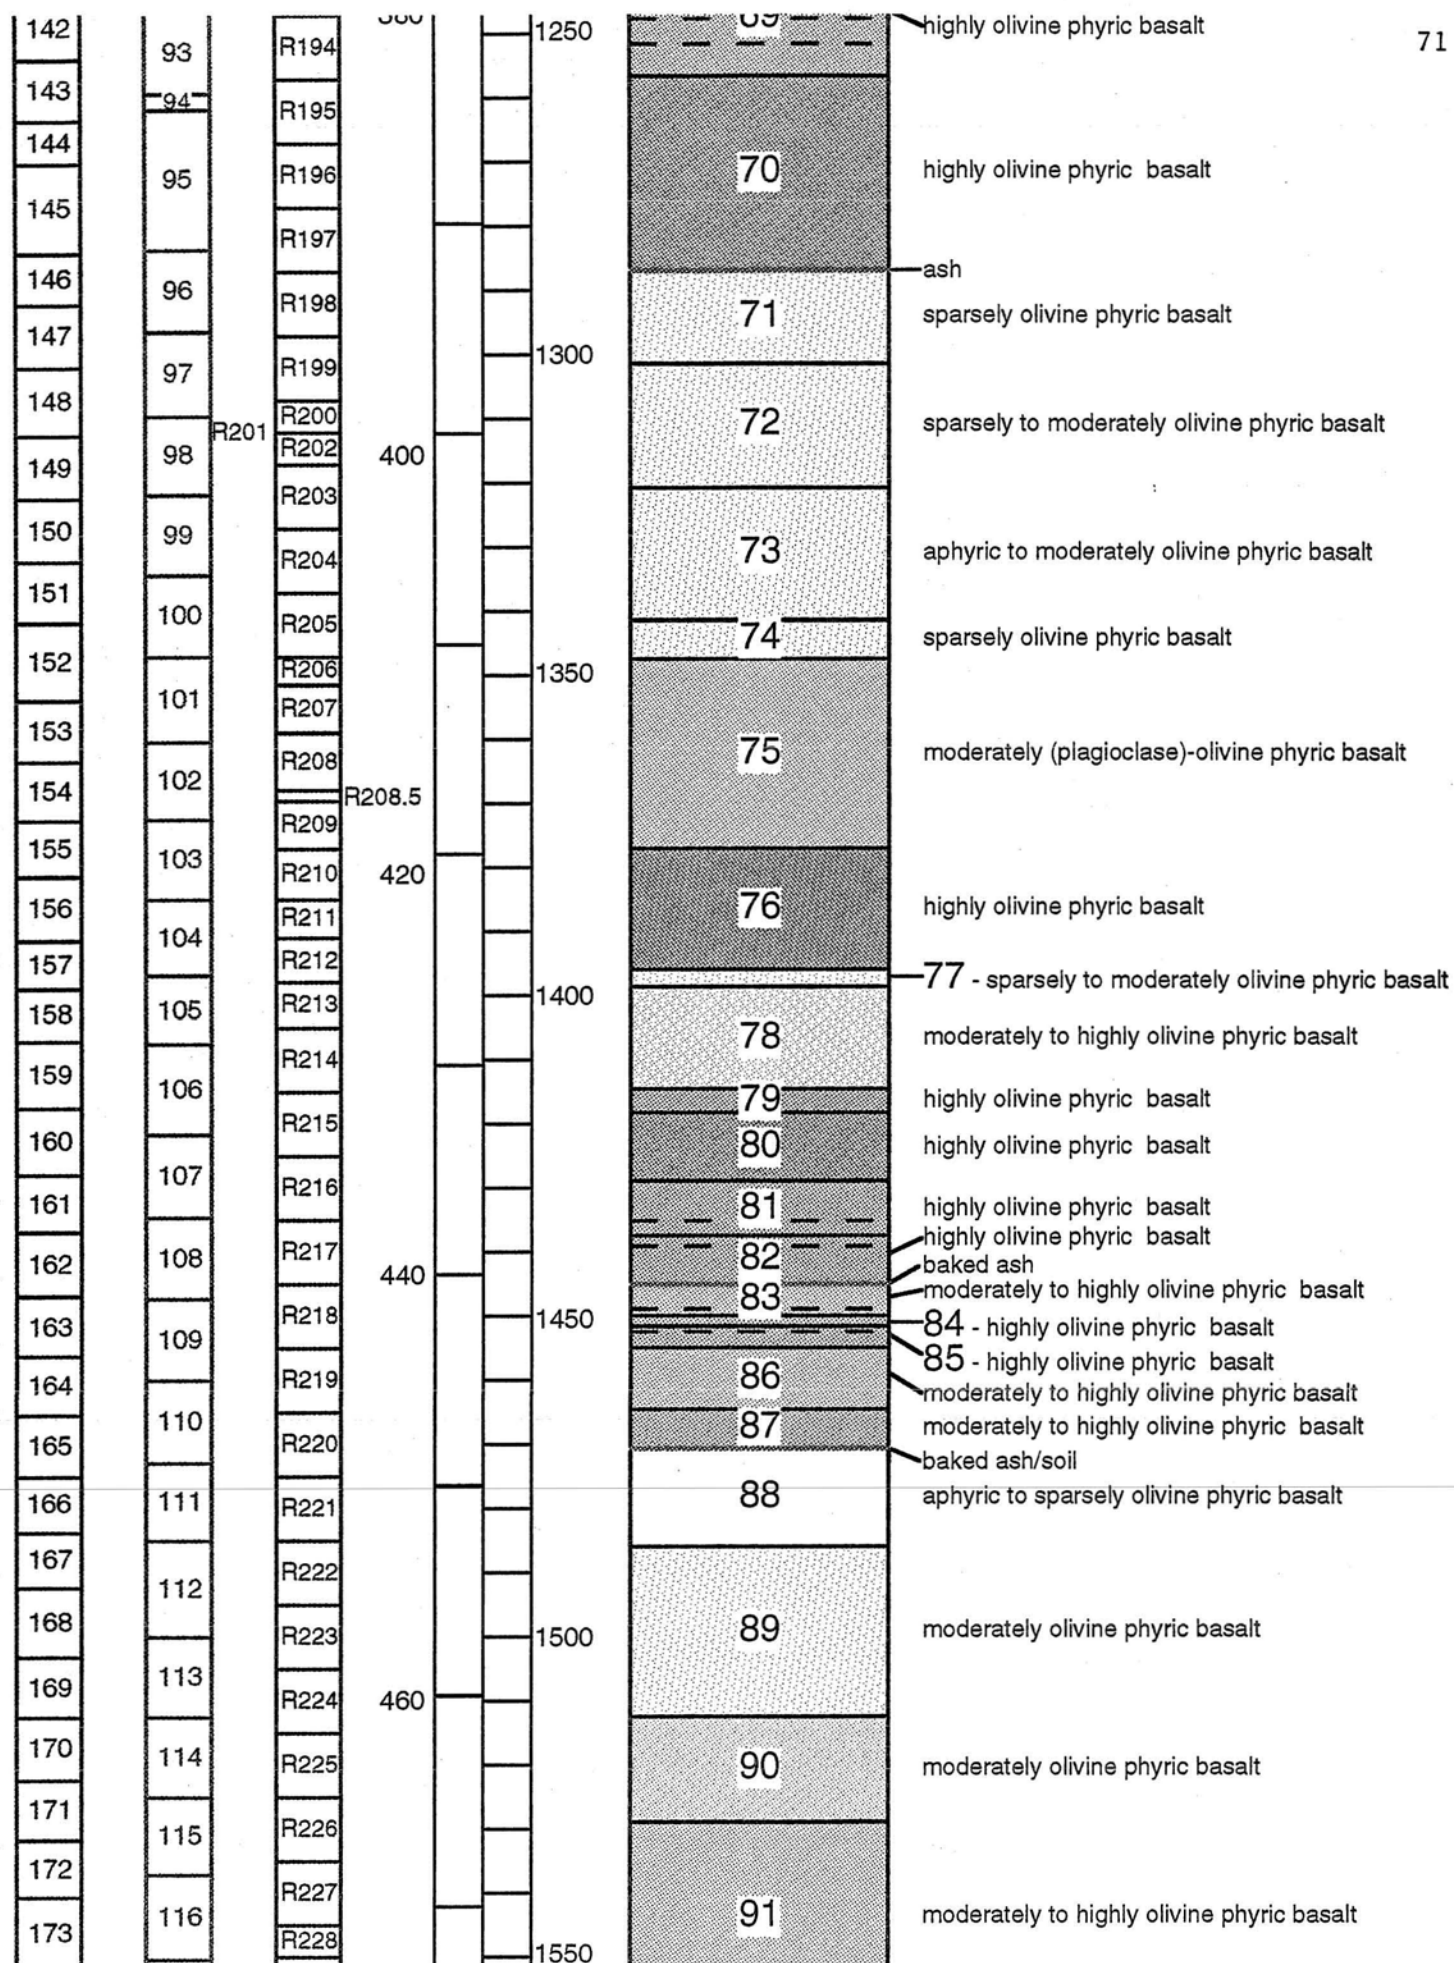 71
142
143
144
145
146
147
148
149
150
151
152
153
154
155
156
157
158
159
160
161
162
163
164
165
166
167
168
169
170
171
172
173
93
94
95
96
97
98
99
100
101
102
103
104
105
106
107
108
109
110
111
112
113
114
115
116
R194
R195
R196
R197
R198
R199
R200
R201
R202
R203
R204
R205
R206
R207
R208
R208.5
R209
R210
R211
R212
R213
R214
R215
R216
R217
R218
R219
R220
R221
R222
R223
R224
R225
R226
R227
R228
380
400
420
440
460
1250
1300
1350
1400
1450
1500
1550
69
70
71
72
73
74
75
76
78
79
80
81
82
83
86
87
88
89
90
91
highly olivine phyric basalt
highly olivine phyric basalt
ash
sparsely olivine phyric basalt
sparsely to moderately olivine phyric basalt
aphyric to moderately olivine phyric basalt
sparsely olivine phyric basalt
moderately (plagioclase)-olivine phyric basalt
highly olivine phyric basalt
77 - sparsely to moderately olivine phyric basalt
moderately to highly olivine phyric basalt
highly olivine phyric basalt
highly olivine phyric basalt
highly olivine phyric basalt
highly olivine phyric basalt
baked ash
moderately to highly olivine phyric basalt
84 - highly olivine phyric basalt
85 - highly olivine phyric basalt
moderately to highly olivine phyric basalt
moderately to highly olivine phyric basalt
baked ash/soil
aphyric to sparsely olivine phyric basalt
moderately olivine phyric basalt
moderately olivine phyric basalt
moderately to highly olivine phyric basalt